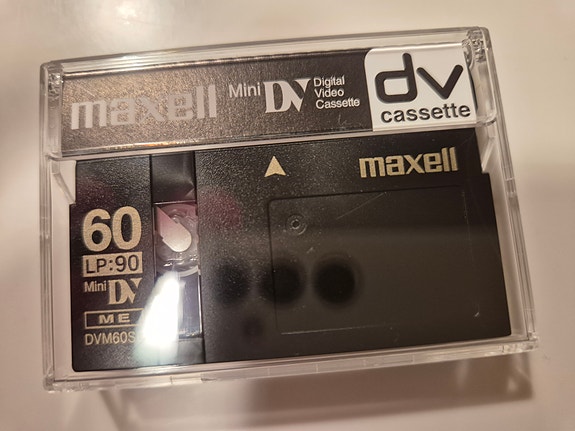 maxell
Mini DV Digital
Video
Cassette
dv
cassette
maxell
60
LP:90
Mini DV
ME